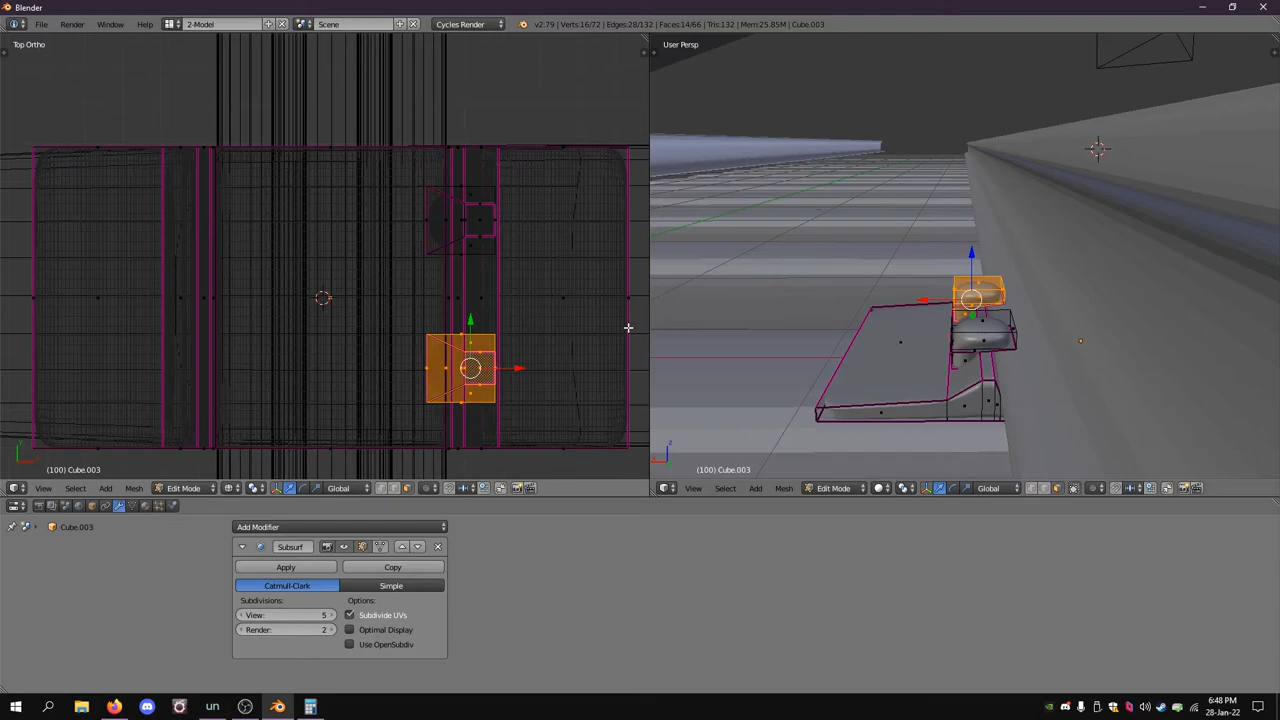 Blender
File Render Window Help 2-Model Scene Cycles Render v2.79 | Verts:16/72 | Edges:28/132 | Faces:14/66 | Tris:132 | Mem:25.85M | Cube.003
Top Ortho
User Persp
(100) Cube.003
(100) Cube.003
View Select Add Mesh Edit Mode Global
View Select Add Mesh Edit Mode Global
Cube.003
Add Modifier
Subsurf
Apply Copy
Catmull-Clark Simple
Subdivisions: Options:
View: 5 Subdivide UVs
Render: 2 Optimal Display
Use OpenSubdiv
un
6:48 PM
28-Jan-22